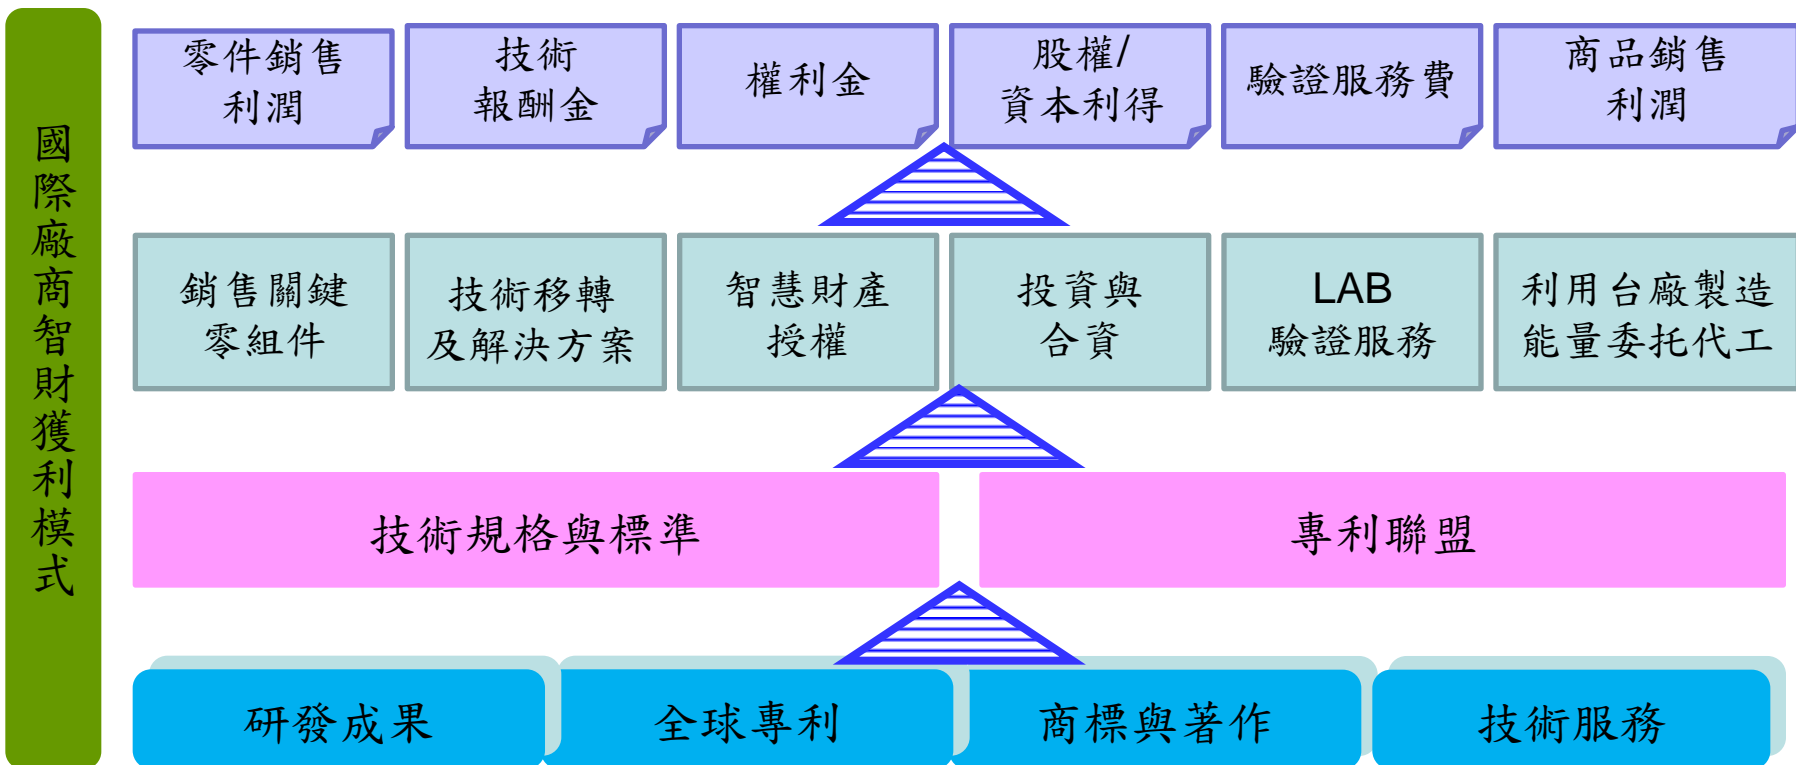 國際廠商智財獲利模式
零件銷售
利潤
技術
報酬金
權利金
股權/
資本利得
驗證服務費
商品銷售
利潤
銷售關鍵
零組件
技術移轉
及解決方案
智慧財產
授權
投資與
合資
LAB
驗證服務
利用台廠製造
能量委托代工
技術規格與標準
專利聯盟
研發成果
全球專利
商標與著作
技術服務